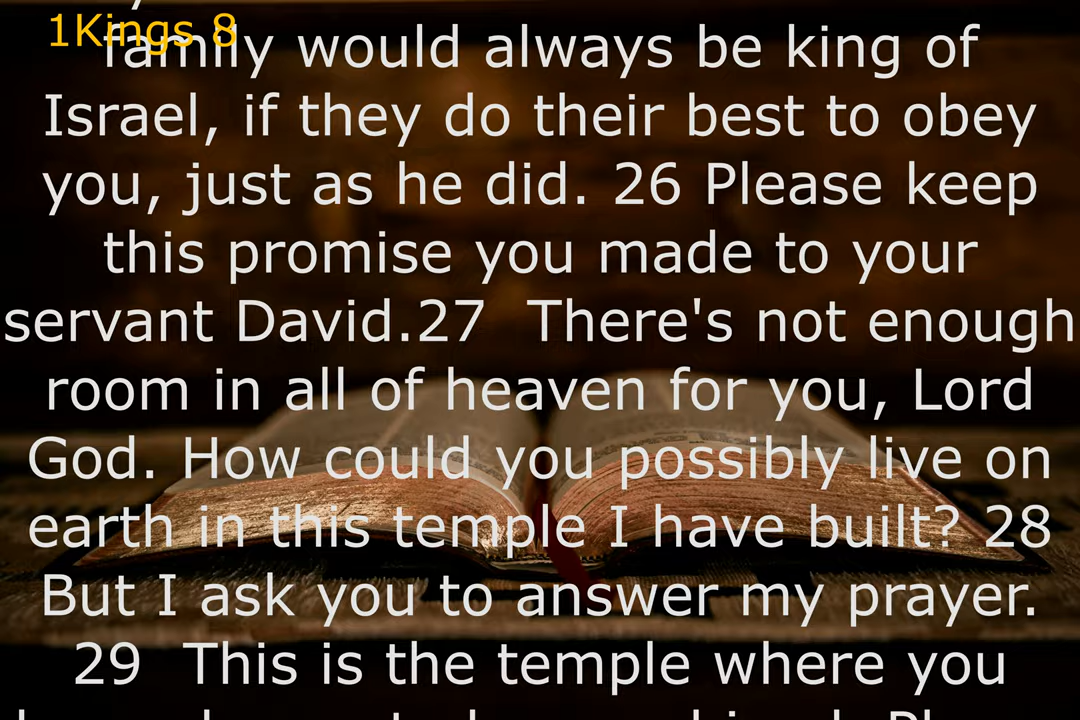 1Kings 8
family would always be king of
Israel, if they do their best to obey
you, just as he did. 26 Please keep
this promise you made to your
servant David.27  There's not enough
room in all of heaven for you, Lord
God. How could you possibly live on
earth in this temple I have built? 28
But I ask you to answer my prayer.
29  This is the temple where you